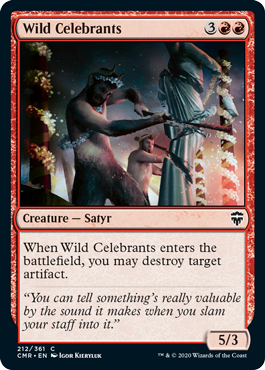 Wild Celebrants 3
Creature — Satyr
When Wild Celebrants enters the
battlefield, you may destroy target
artifact.
“You can tell something’s really valuable
by the sound it makes when you slam
your staff into it.”
5/3
212/361 C
CMR • EN Igor Kieryluk
™ & © 2020 Wizards of the Coast